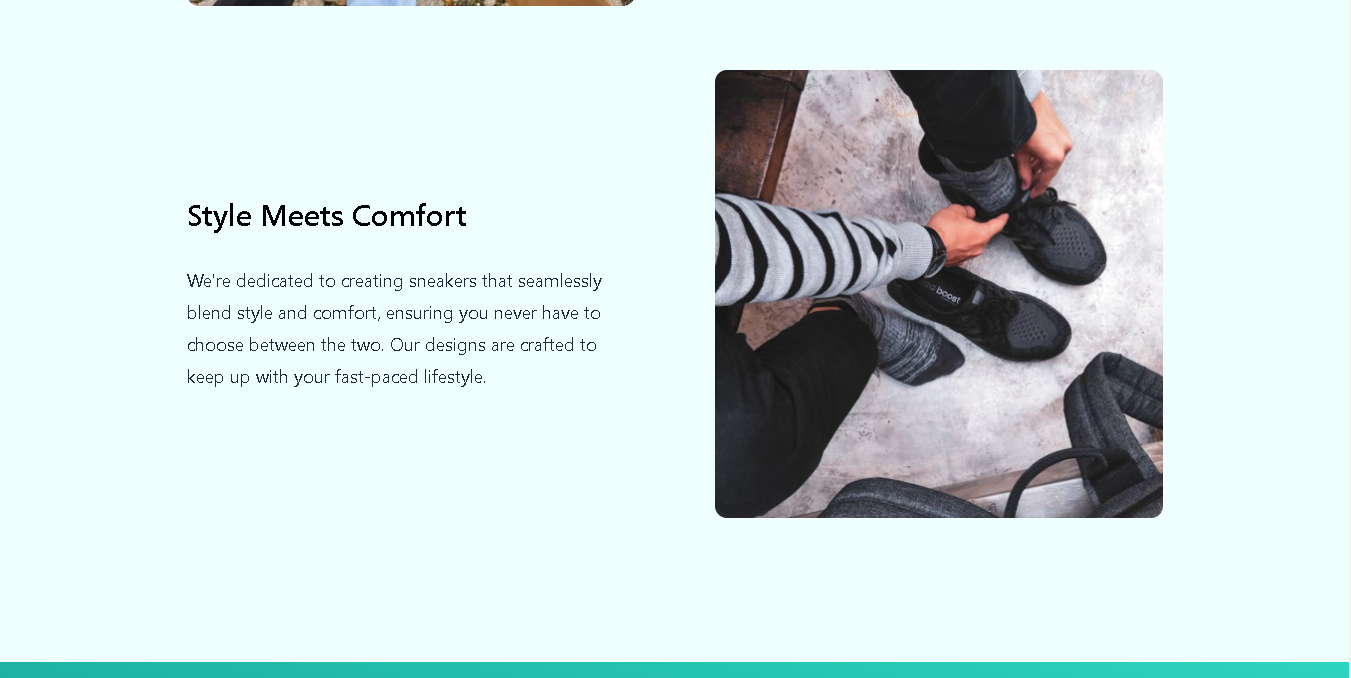 Style Meets Comfort
We're dedicated to creating sneakers that seamlessly
blend style and comfort, ensuring you never have to
choose between the two. Our designs are crafted to
keep up with your fast-paced lifestyle.
boost